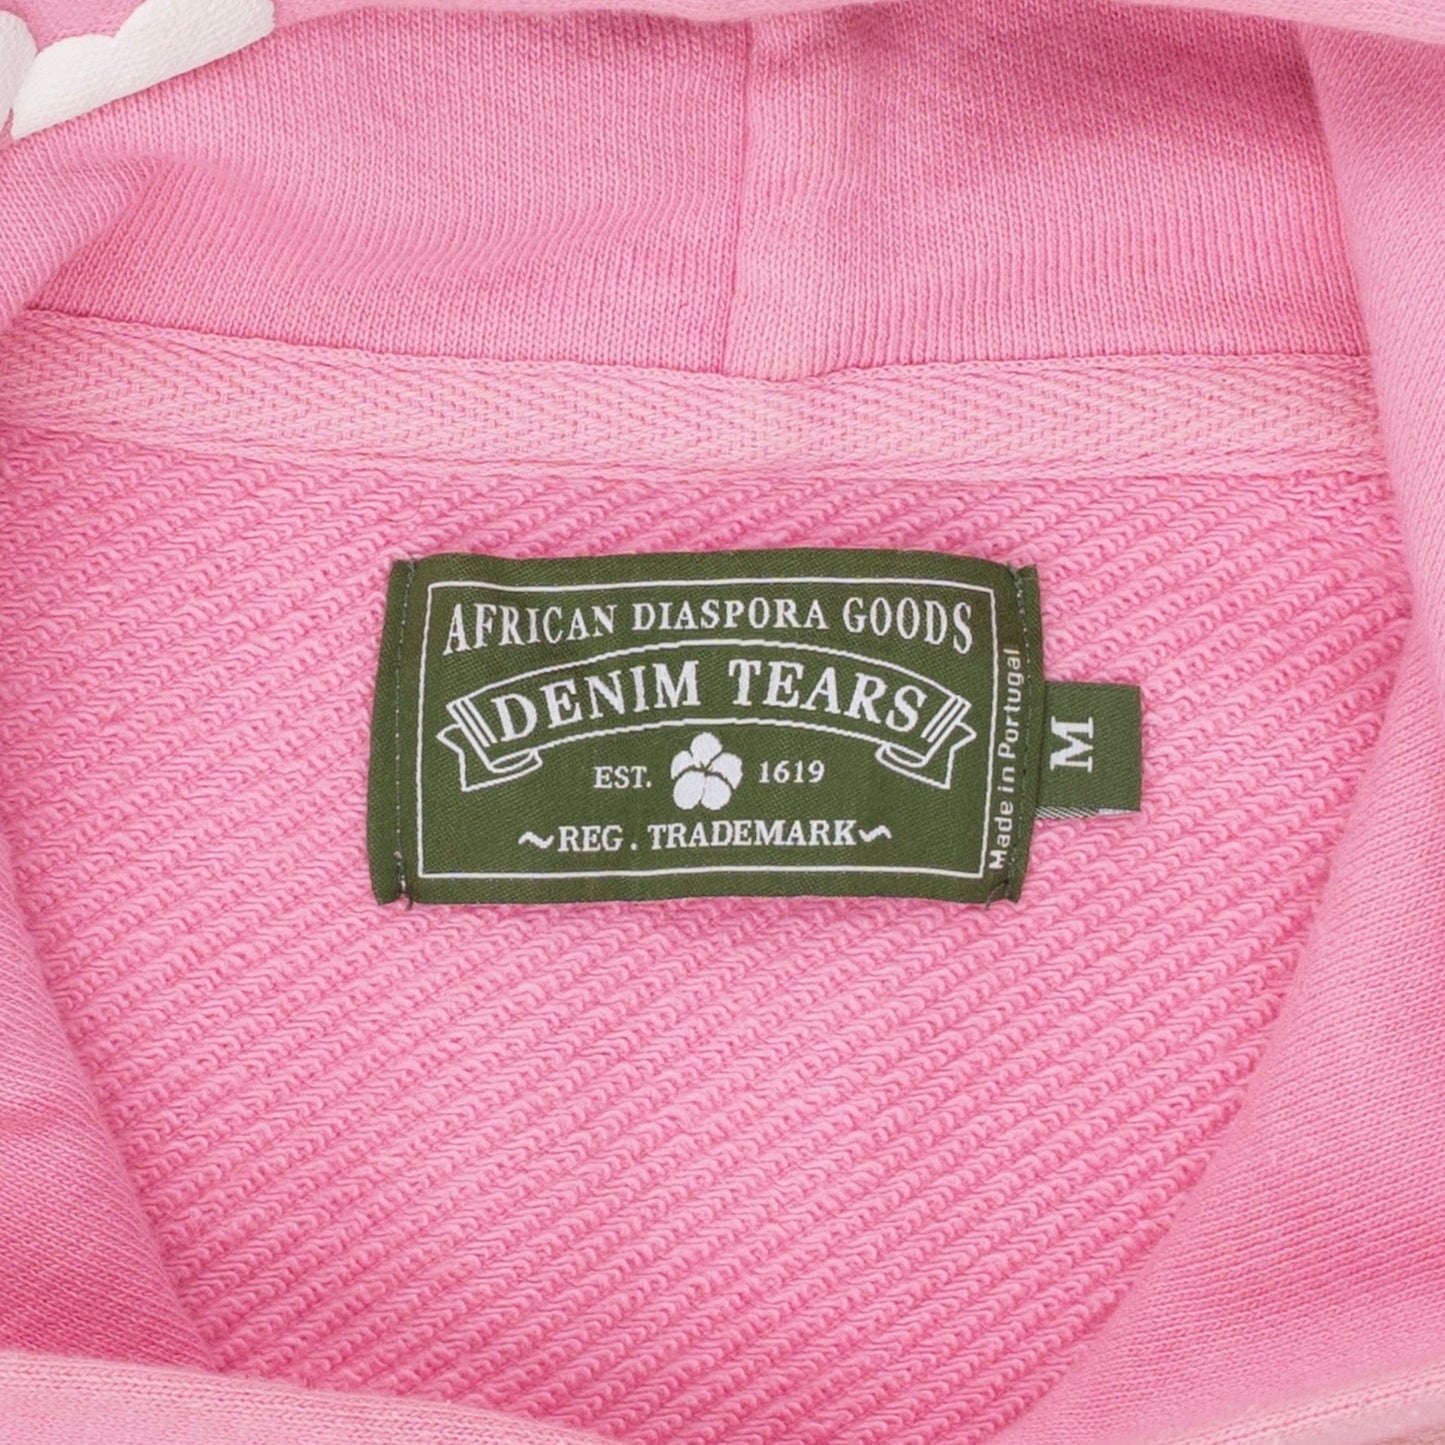 AFRICAN DIASPORA GOODS
DENIM TEARS
EST. 1619
~REG. TRADEMARK~
Made in Portugal
M